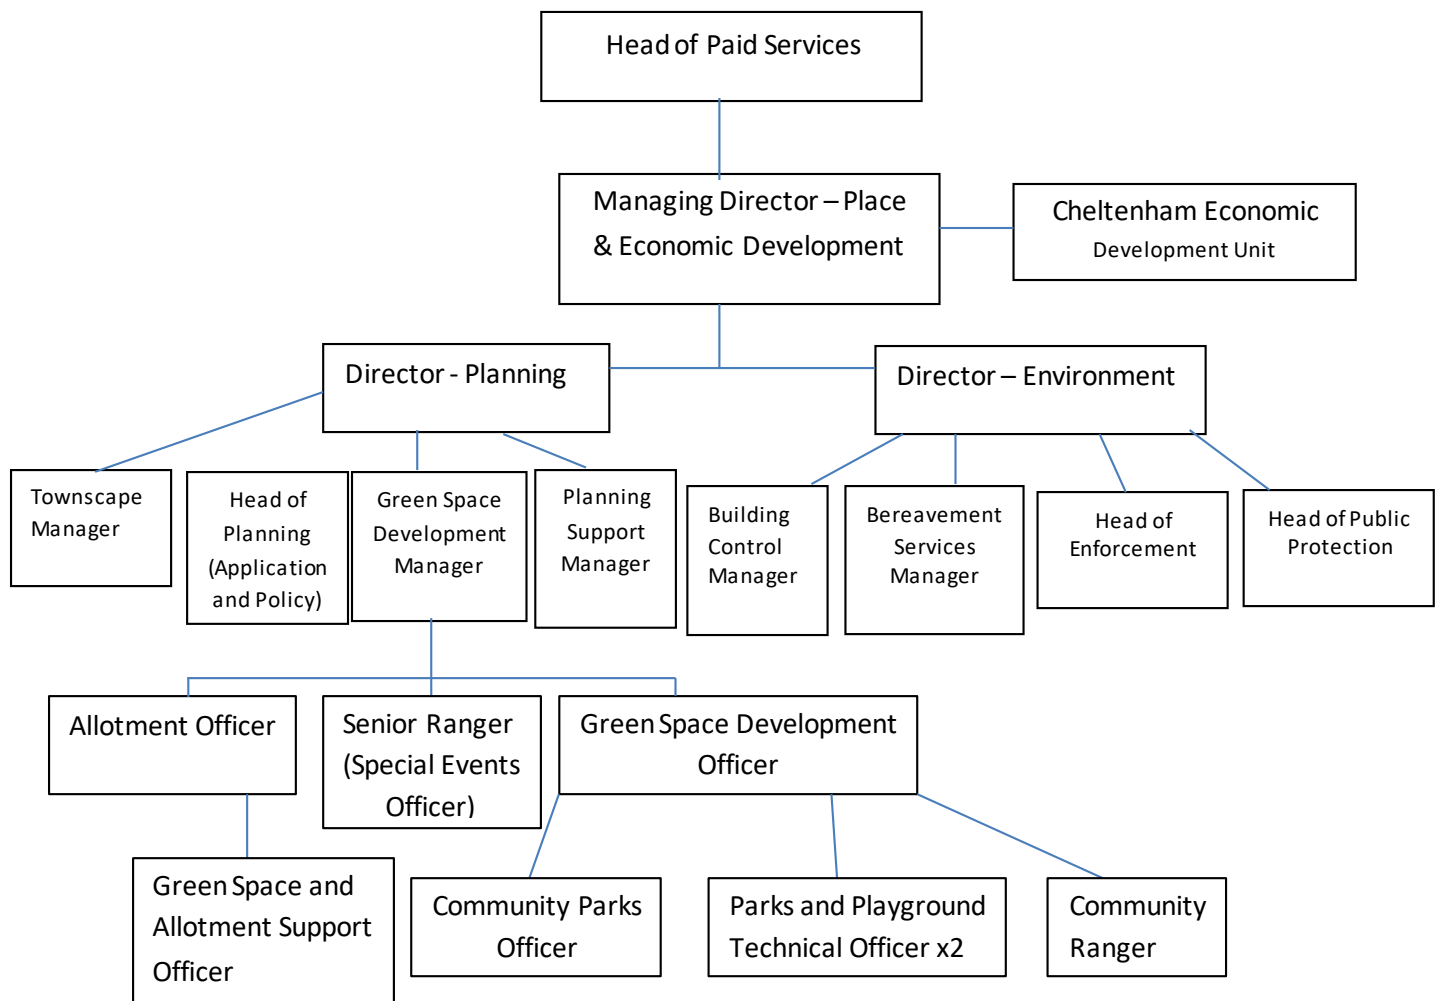 Head of Paid Services
Managing Director – Place
& Economic Development
Cheltenham Economic
Development Unit
Director - Planning
Director – Environment
Townscape
Manager
Head of
Planning
(Application
and Policy)
Green Space
Development
Manager
Planning
Support
Manager
Building
Control
Manager
Bereavement
Services
Manager
Head of
Enforcement
Head of Public
Protection
Allotment Officer
Senior Ranger
(Special Events
Officer)
Green Space Development
Officer
Green Space and
Allotment Support
Officer
Community Parks
Officer
Parks and Playground
Technical Officer x2
Community
Ranger